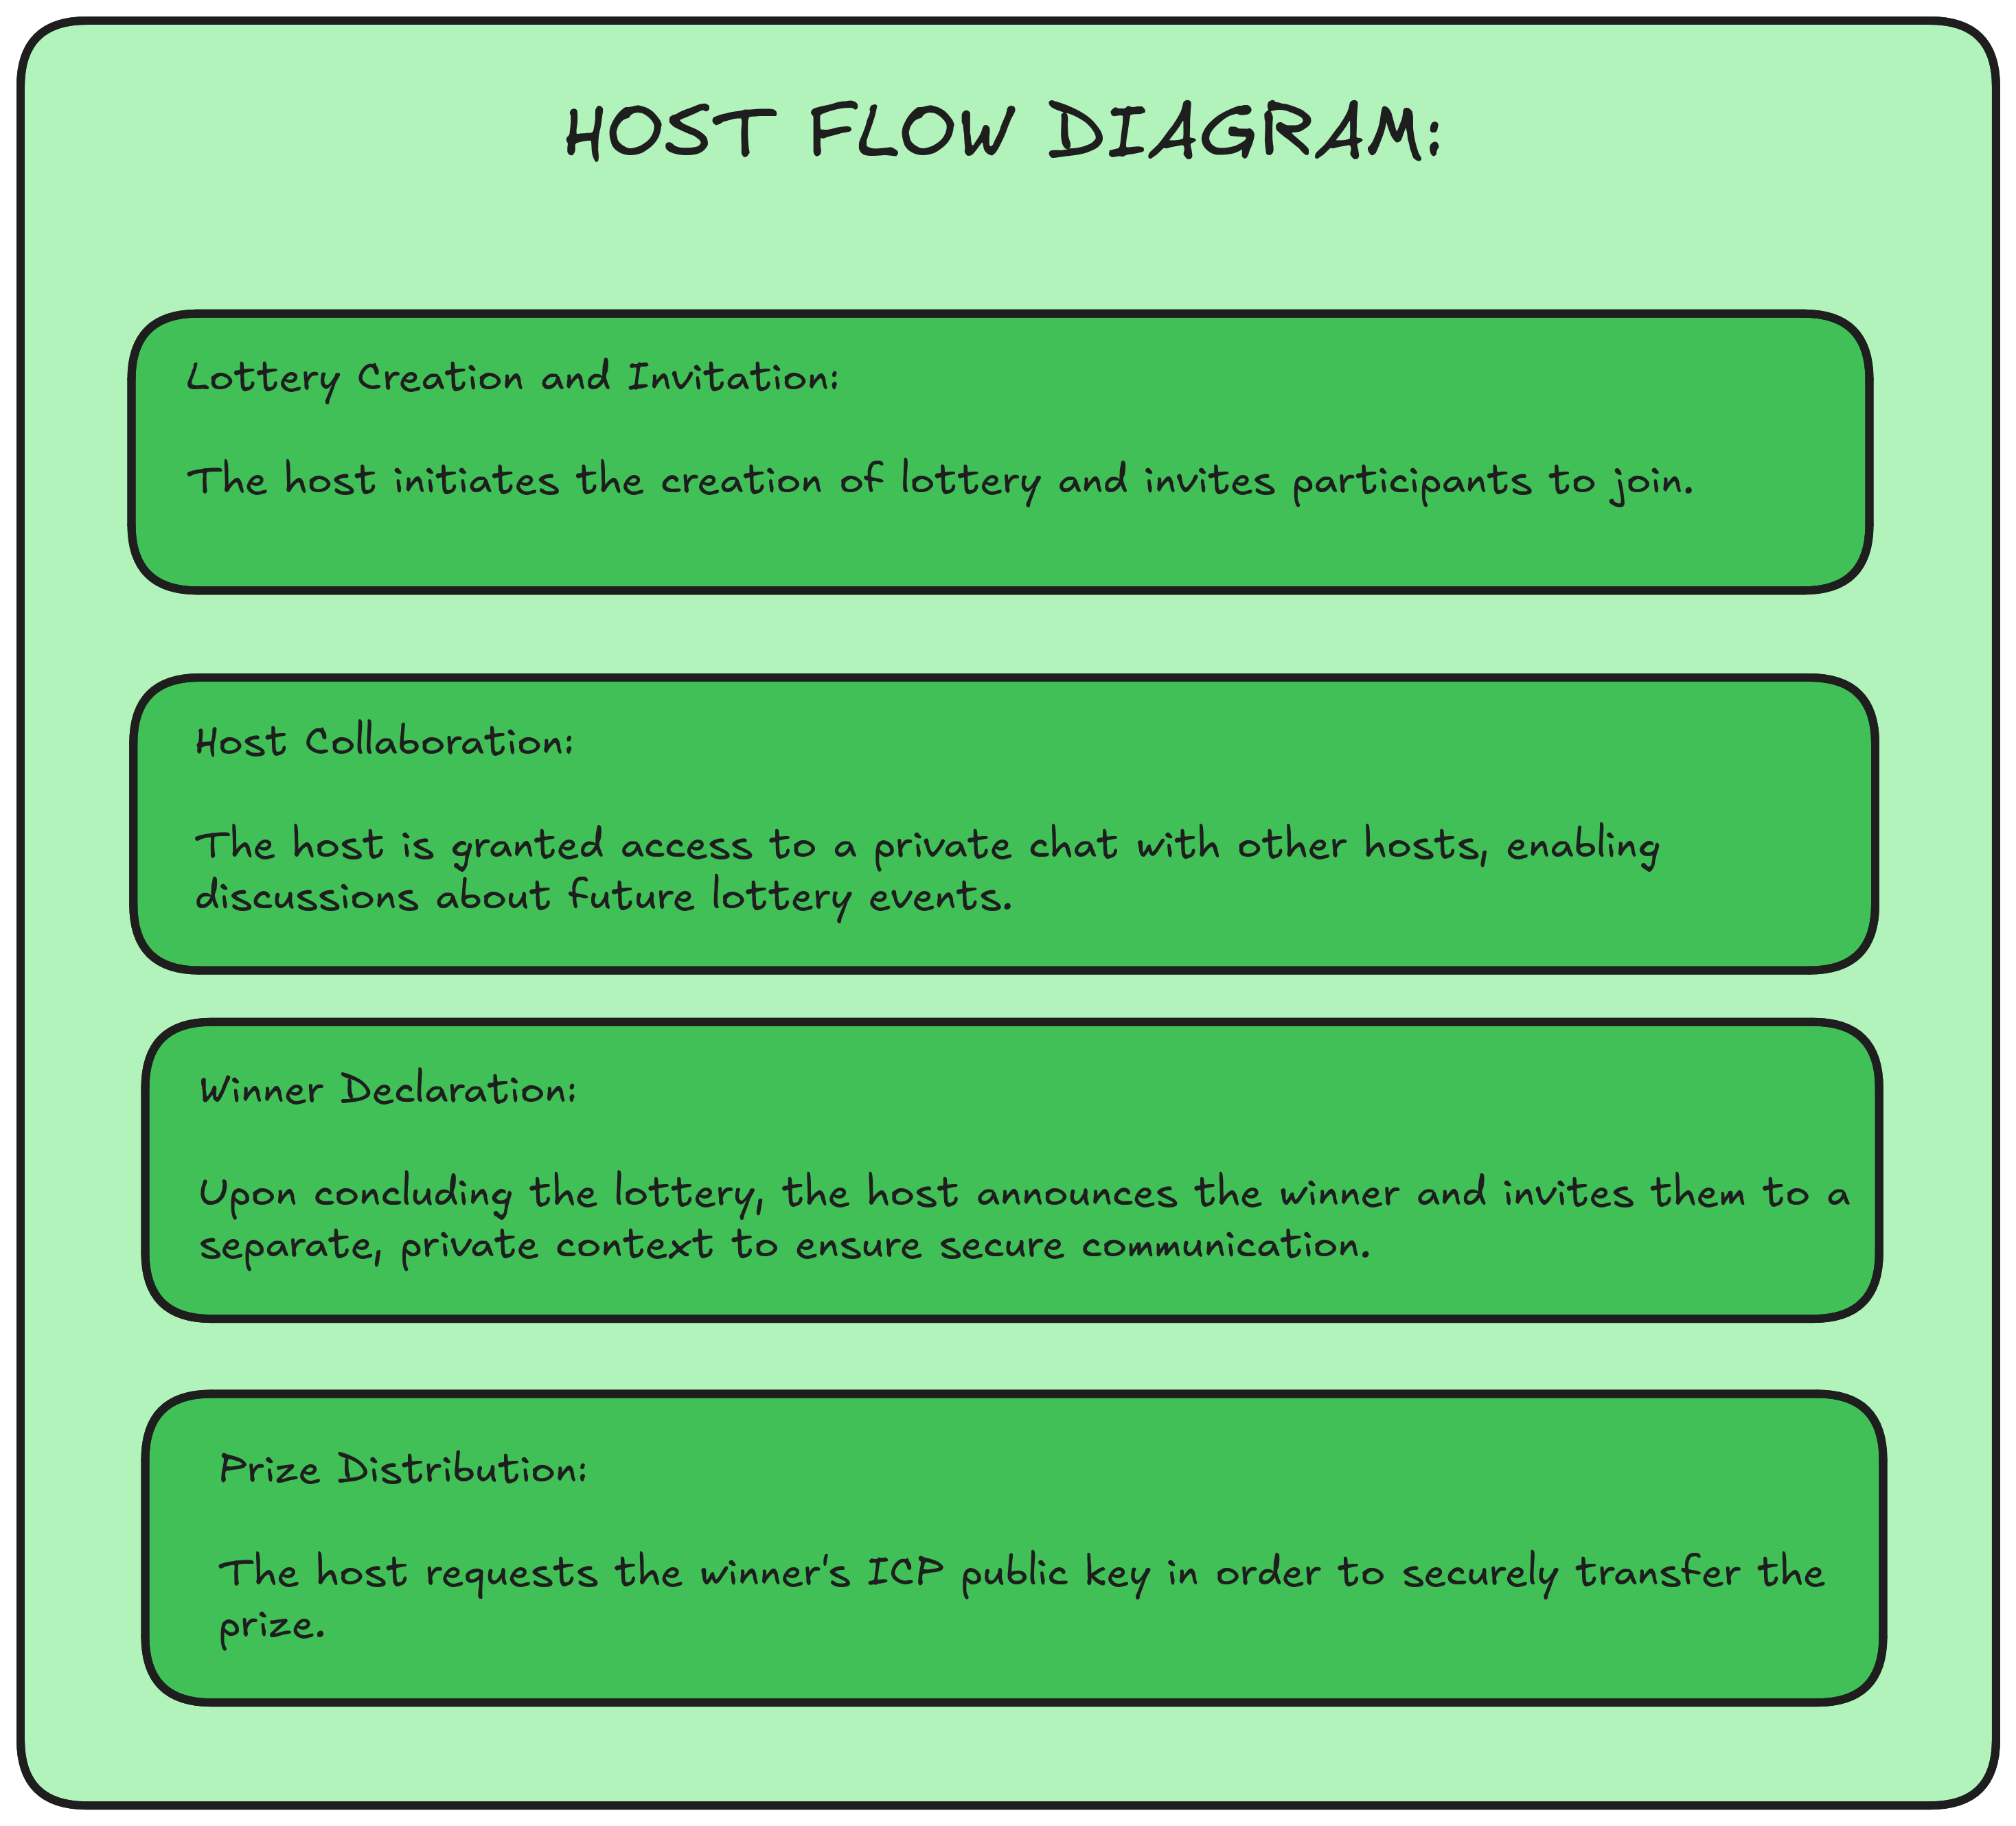 HOST FLOW DIAGRAM:
Lottery Creation and Invitation:
The host initiates the creation of lottery and invites participants to join.
Host Collaboration:
The host is granted access to a private chat with other hosts, enabling
discussions about future lottery events.
Winner Declaration:
Upon concluding the lottery, the host announces the winner and invites them to a
separate, private context to ensure secure communication.
Prize Distribution:
The host requests the winner's ICP public key in order to securely transfer the
prize.